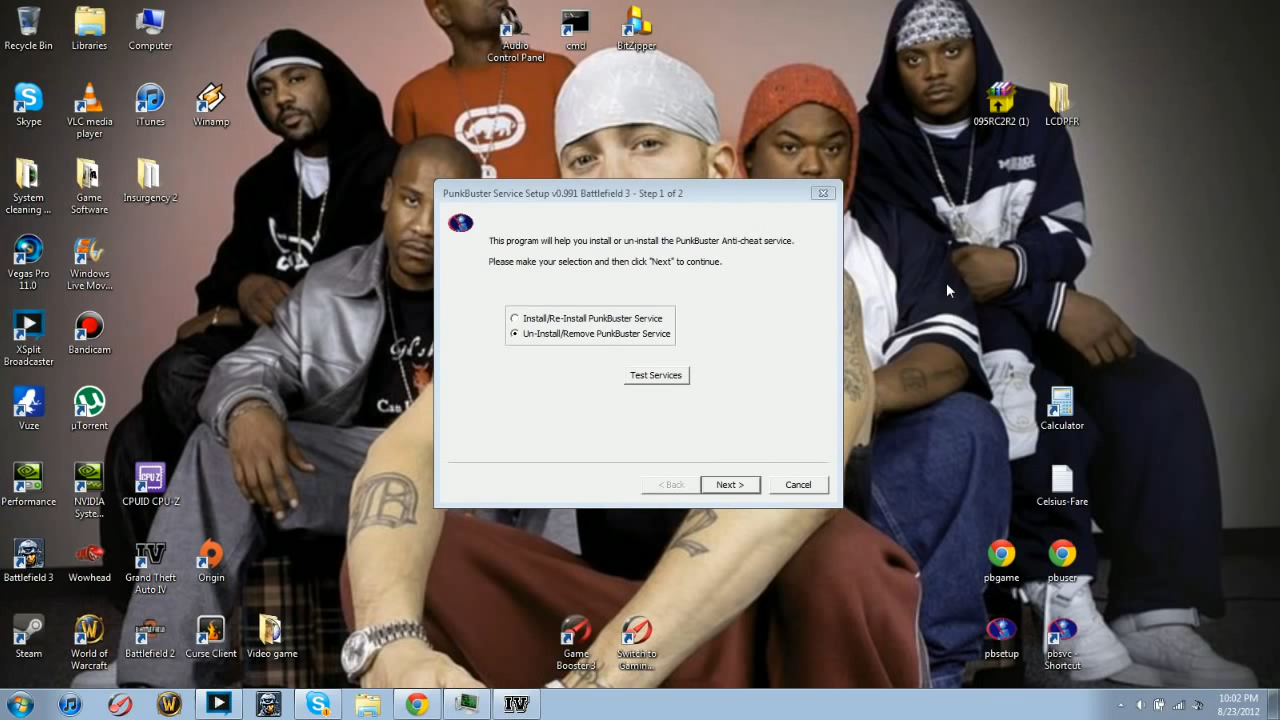 Recycle Bin
Libraries
Computer
Audio
Control Panel
cmd
BitZipper
Skype
VLC media
player
iTunes
Winamp
095RC2R2 (1)
LCDPFR
System
cleaning ...
Game
Software
Insurgency 2
PunkBuster Service Setup v0.991 Battlefield 3 - Step 1 of 2
This program will help you install or un-install the PunkBuster Anti-cheat service.
Please make your selection and then click "Next" to continue.
Install/Re-Install PunkBuster Service
Un-Install/Remove PunkBuster Service
Test Services
< Back
Next >
Cancel
Vegas Pro
11.0
Windows
Live Mov...
XSplit
Broadcaster
Bandicam
Vuze
µTorrent
Calculator
Performance
NVIDIA
Syste...
CPUID CPU-Z
Celsius-Fare
Battlefield 3
Wowhead
Grand Theft
Auto IV
Origin
pbgame
pbuser
Steam
World of
Warcraft
Battlefield 2
Curse Client
Video game
Game
Booster 3
Switch to
Gamin...
pbsetup
pbsvc
Shortcut
IV
10:02 PM
8/23/2012